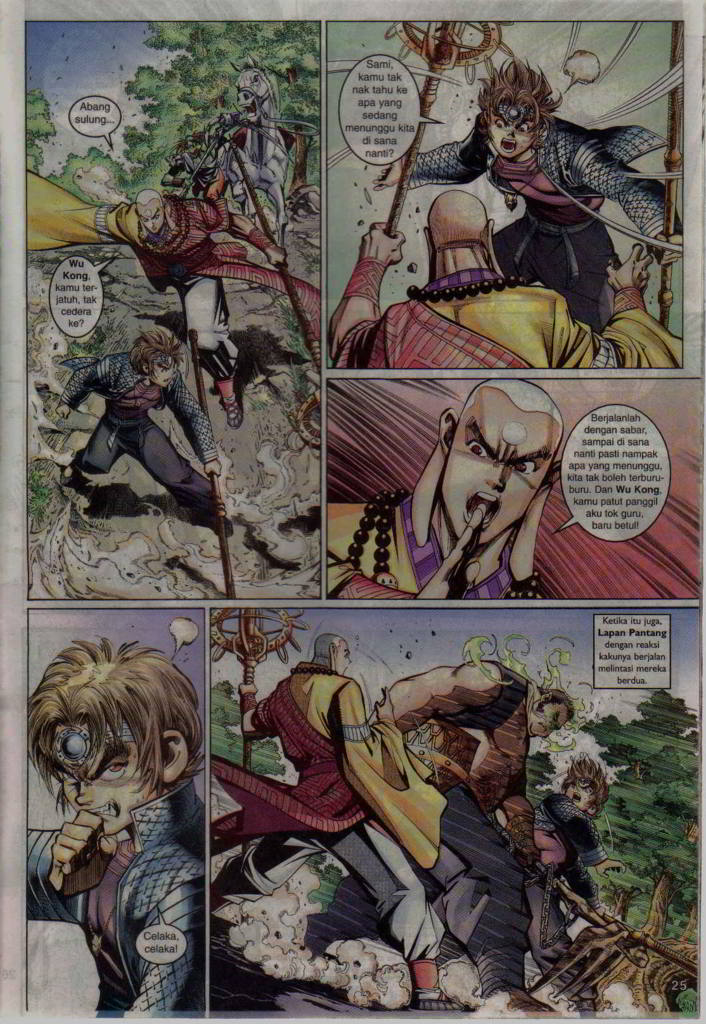 Abang
sulung...
Wu
Kong,
kamu ter-
jatuh, tak
cedera
ke?
Sami,
kamu tak
nak tahu ke
apa yang
sedang
menunggu kita
di sana
nanti?
Berjalanlah
dengan sabar,
sampai di sana
nanti pasti nampak
apa yang menunggu,
kita tak boleh terburu-
buru. Dan Wu Kong,
kamu patut panggil
aku tok guru,
baru betul!
Celaka,
celaka!
Ketika itu juga,
Lapan Pantang
dengan reaksi
kakunya berjalan
melintasi mereka
berdua.
25